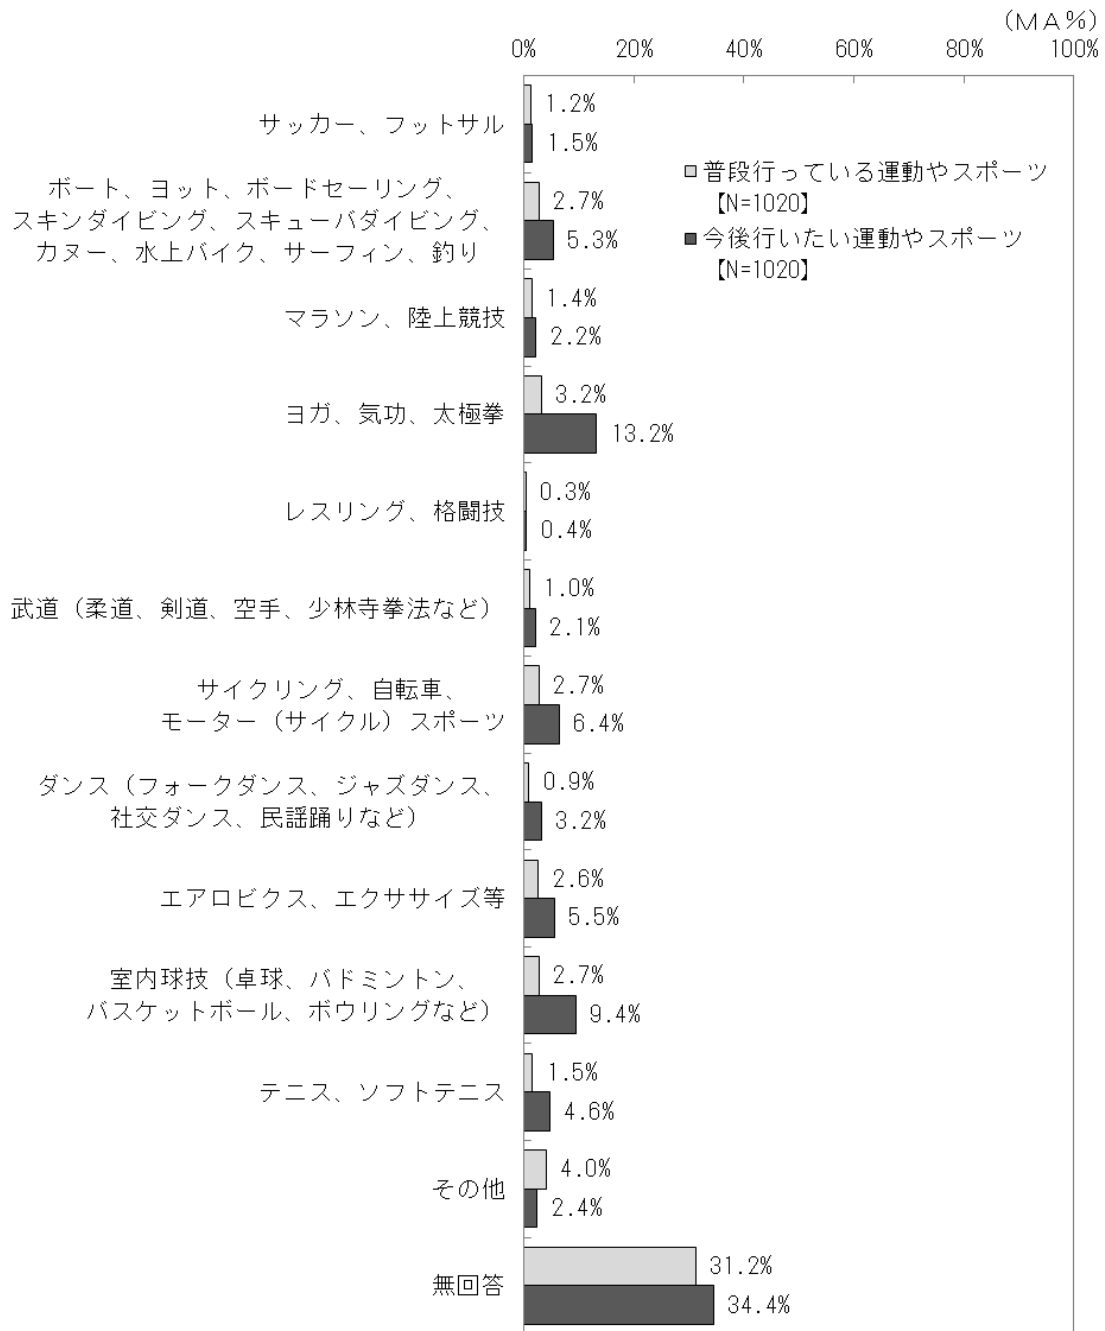 (ＭＡ％)
0% 20% 40% 60% 80% 100%
サッカー、フットサル
1.2%
1.5%
普段行っている運動やスポーツ
【N=1020】
今後行いたい運動やスポーツ
【N=1020】
ボート、ヨット、ボードセーリング、
スキンダイビング、スキューバダイビング、
カヌー、水上バイク、サーフィン、釣り
2.7%
5.3%
マラソン、陸上競技
1.4%
2.2%
ヨガ、気功、太極拳
3.2%
13.2%
レスリング、格闘技
0.3%
0.4%
武道（柔道、剣道、空手、少林寺拳法など）
1.0%
2.1%
サイクリング、自転車、
モーター（サイクル）スポーツ
2.7%
6.4%
ダンス（フォークダンス、ジャズダンス、
社交ダンス、民謡踊りなど）
0.9%
3.2%
エアロビクス、エクササイズ等
2.6%
5.5%
室内球技（卓球、バドミントン、
バスケットボール、ボウリングなど）
2.7%
9.4%
テニス、ソフトテニス
1.5%
4.6%
その他
4.0%
2.4%
無回答
31.2%
34.4%